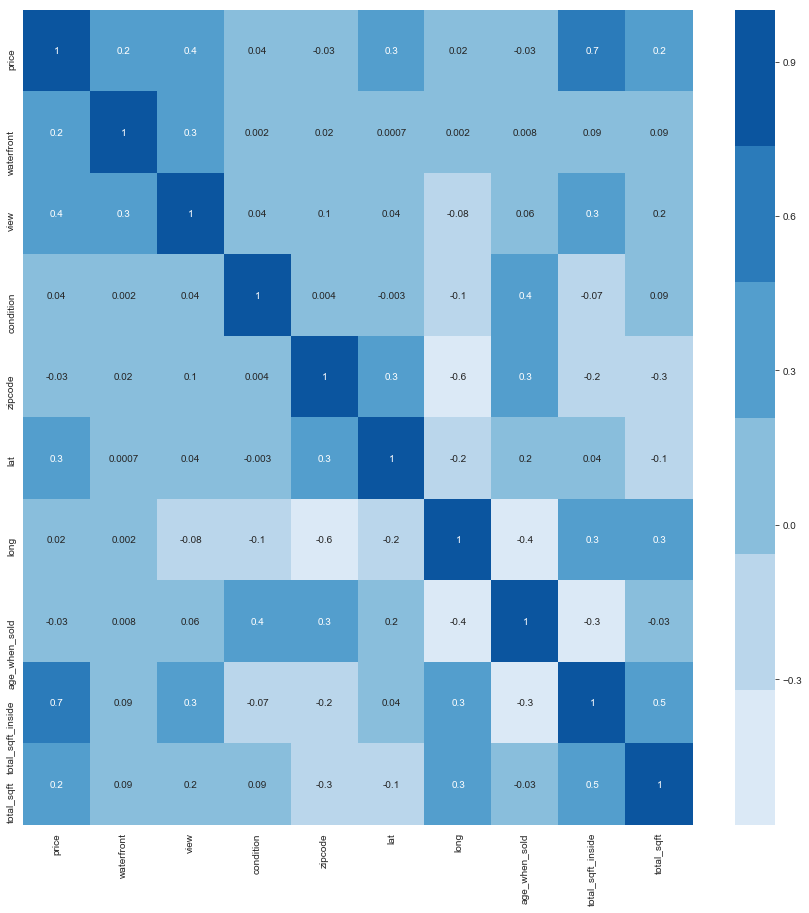 price 1 0.2 0.4 0.04 -0.03 0.3 0.02 -0.03 0.7 0.2
waterfront 0.2 1 0.3 0.002 0.02 0.0007 0.002 0.008 0.09 0.09
view 0.4 0.3 1 0.04 0.1 0.04 -0.08 0.06 0.3 0.2
condition 0.04 0.002 0.04 1 0.004 -0.003 -0.1 0.4 -0.07 0.09
zipcode -0.03 0.02 0.1 0.004 1 0.3 -0.6 0.3 -0.2 -0.3
lat 0.3 0.0007 0.04 -0.003 0.3 1 -0.2 0.2 0.04 -0.1
long 0.02 0.002 -0.08 -0.1 -0.6 -0.2 1 -0.4 0.3 0.3
age_when_sold -0.03 0.008 0.06 0.4 0.3 0.2 -0.4 1 -0.3 -0.03
total_sqft_inside 0.7 0.09 0.3 -0.07 -0.2 0.04 0.3 -0.3 1 0.5
total_sqft 0.2 0.09 0.2 0.09 -0.3 -0.1 0.3 -0.03 0.5 1
price waterfront view condition zipcode lat long age_when_sold total_sqft_inside total_sqft
0.9
0.6
0.3
0.0
−0.3